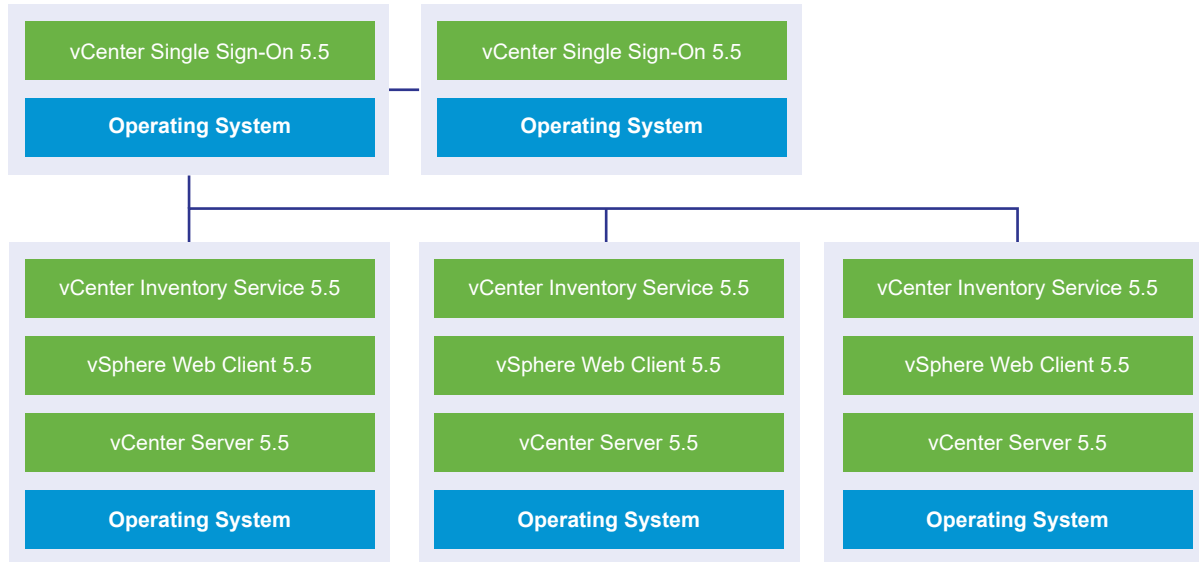 vCenter Single Sign-On 5.5
Operating System
vCenter Single Sign-On 5.5
Operating System
vCenter Inventory Service 5.5
vSphere Web Client 5.5
vCenter Server 5.5
Operating System
vCenter Inventory Service 5.5
vSphere Web Client 5.5
vCenter Server 5.5
Operating System
vCenter Inventory Service 5.5
vSphere Web Client 5.5
vCenter Server 5.5
Operating System